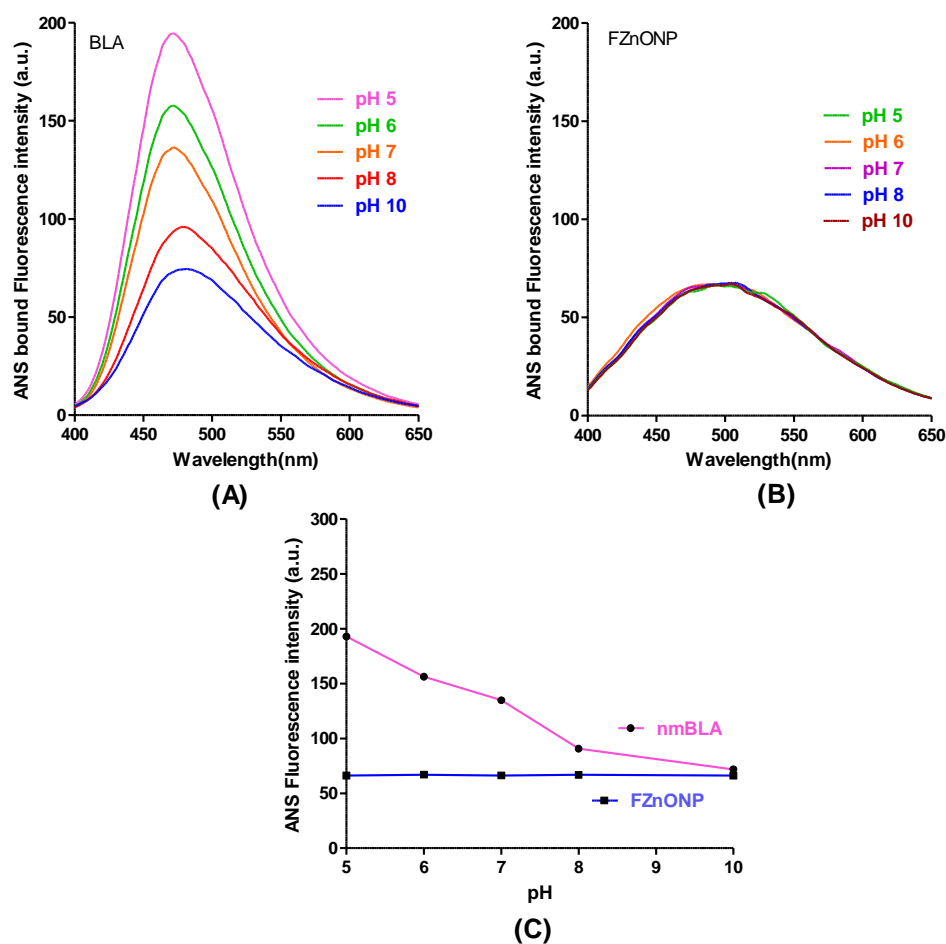 BLA
ANS bound Fluorescence intensity (a.u.)
200
150
100
50
0
pH 5
pH 6
pH 7
pH 8
pH 10
400 450 500 550 600 650
Wavelength(nm)
(A)
FZnONP
ANS bound Fluorescence intensity (a.u.)
200
150
100
50
0
pH 5
pH 6
pH 7
pH 8
pH 10
400 450 500 550 600 650
Wavelength(nm)
(B)
ANS Fluorescence intensity (a.u.)
300
250
200
150
100
50
0
nmBLA
FZnONP
5 6 7 8 9 10
pH
(C)